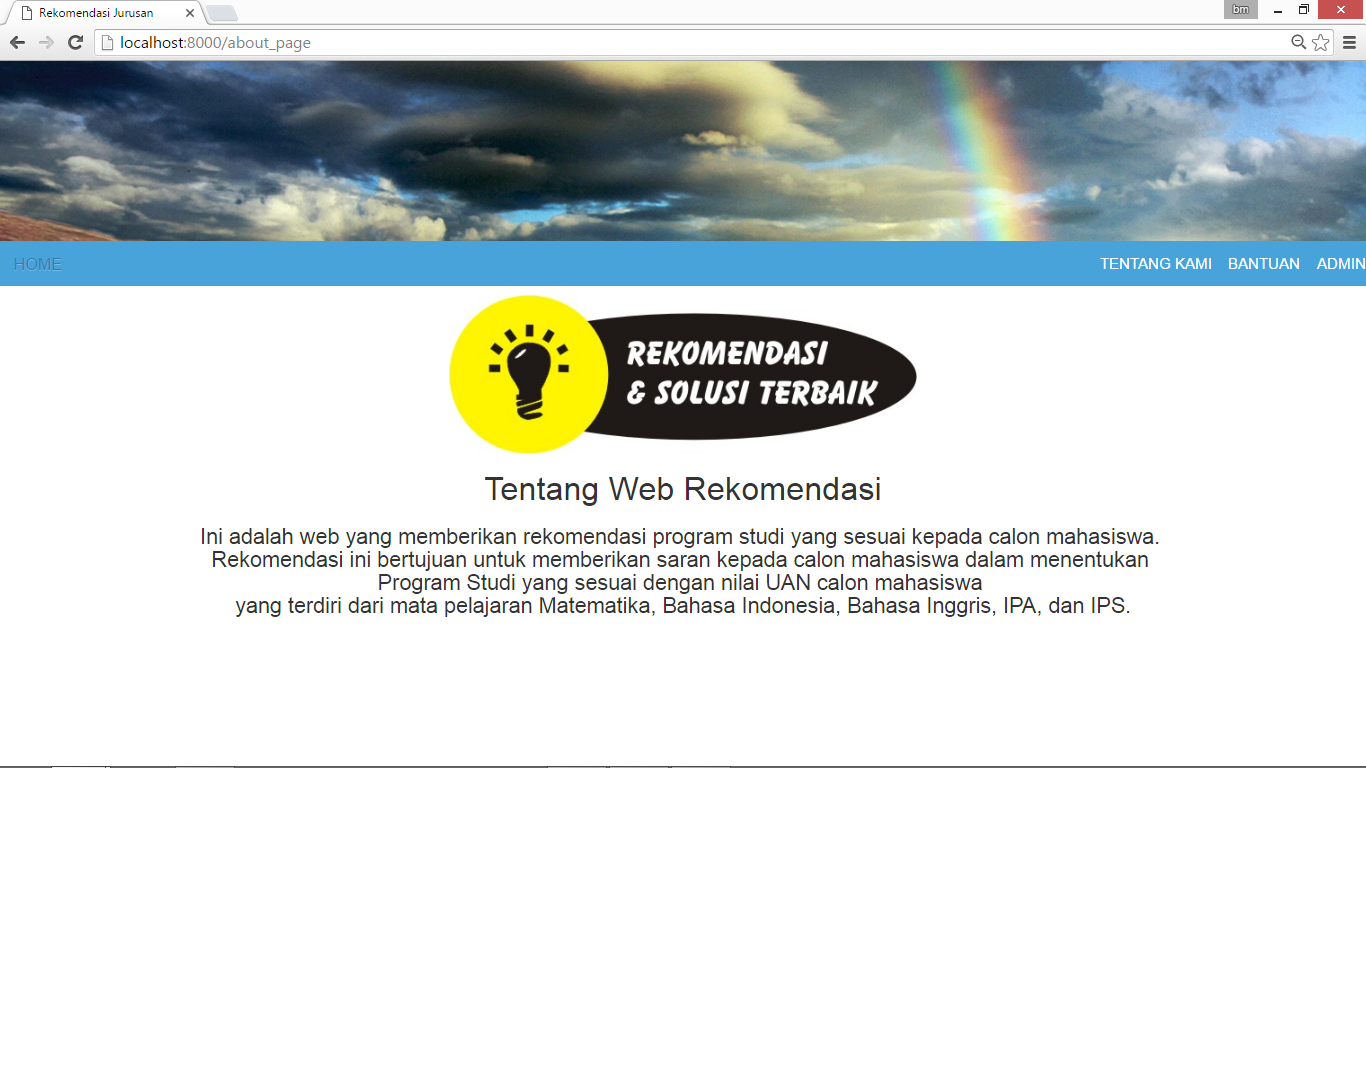 Rekomendasi Jurusan
bm
localhost:8000/about_page
HOME
TENTANG KAMI BANTUAN ADMIN
REKOMENDASI
& SOLUSI TERBAIK
Tentang Web Rekomendasi
Ini adalah web yang memberikan rekomendasi program studi yang sesuai kepada calon mahasiswa.
Rekomendasi ini bertujuan untuk memberikan saran kepada calon mahasiswa dalam menentukan
Program Studi yang sesuai dengan nilai UAN calon mahasiswa
yang terdiri dari mata pelajaran Matematika, Bahasa Indonesia, Bahasa Inggris, IPA, dan IPS.